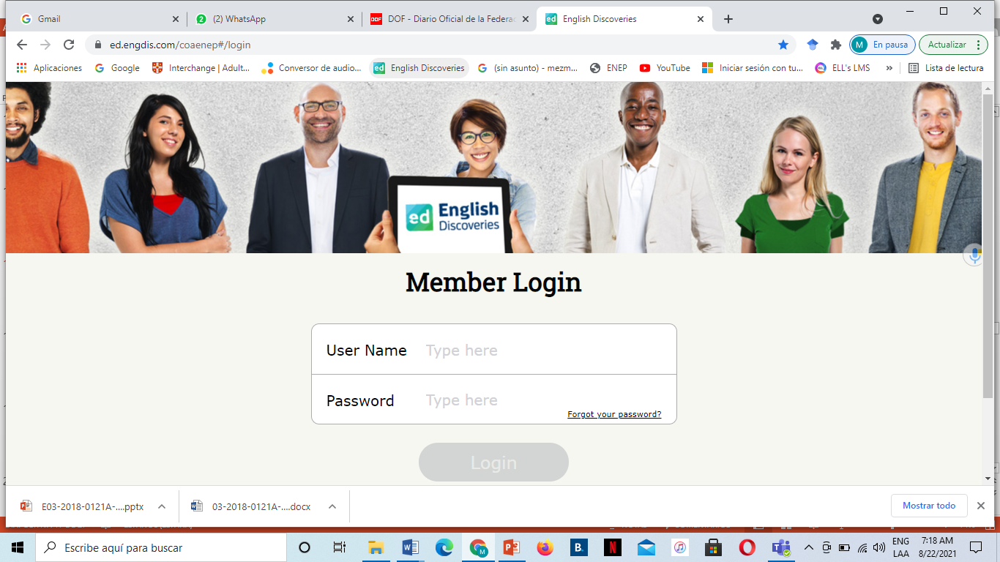 Gmail
(2) WhatsApp
DOF - Diario Oficial de la Federac
English Discoveries
ed.engdis.com/coaenep#/login
M En pausa
Actualizar
Aplicaciones
Google
Interchange | Adult...
Conversor de audio...
English Discoveries
(sin asunto) - mezm...
ENEP
YouTube
Iniciar sesión con tu...
ELL's LMS
»
Lista de lectura
ed English
Discoveries
Member Login
User Name Type here
Password Type here
Forgot your password?
Login
E03-2018-0121A-....pptx
03-2018-0121A-....docx
Mostrar todo
Escribe aquí para buscar
ENG
LAA
7:18 AM
8/22/2021